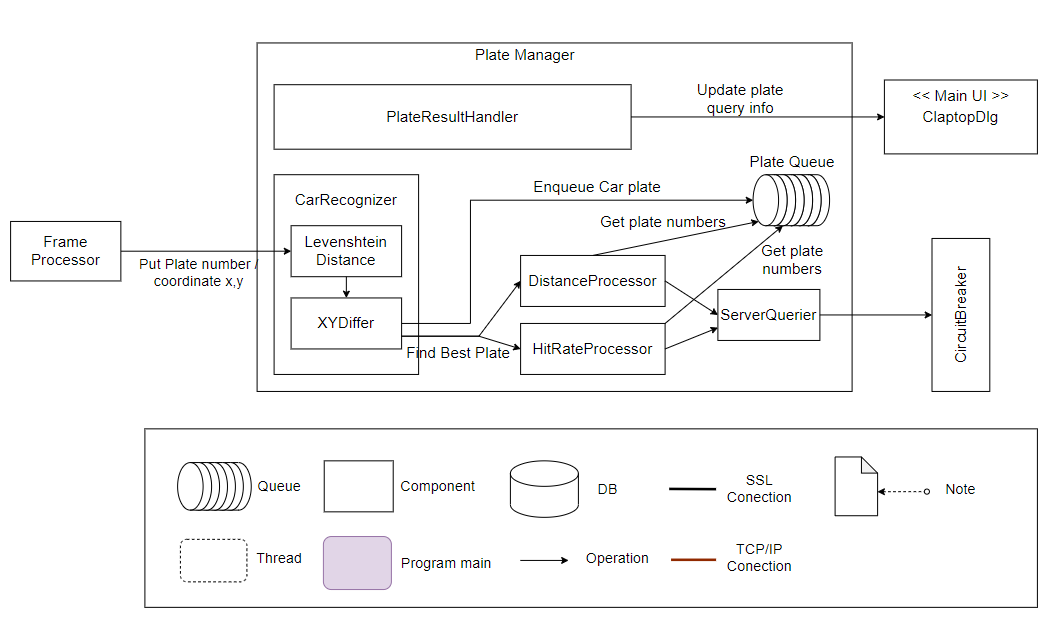 Plate Manager
PlateResultHandler
Update plate
query info
<< Main UI >>
ClaptopDlg
Plate Queue
CarRecognizer
Enqueue Car plate
Get plate numbers
Frame
Processor
Levenshtein
Distance
Put Plate number /
coordinate x,y
Get plate
numbers
DistanceProcessor
XYDiffer
ServerQuerier
CircuitBreaker
Find Best Plate
HitRateProcessor
Queue
Component
DB
SSL
Conection
Note
Thread
Program main
Operation
TCP/IP
Conection